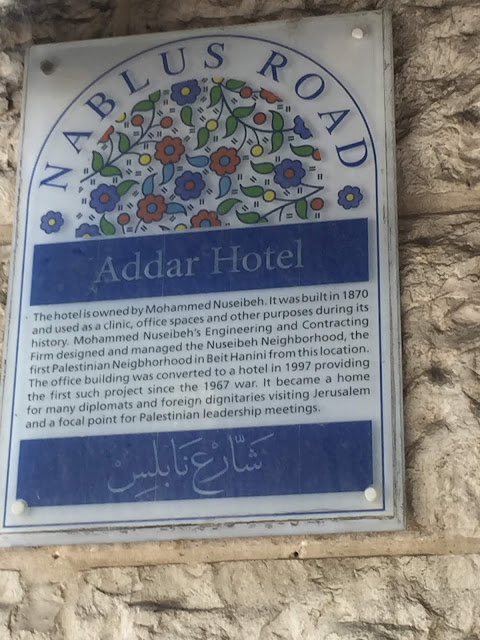 NABLUS ROAD
Addar Hotel
The hotel is owned by Mohammed Nuseibeh. It was built in 1870
and used as a clinic, office spaces and other purposes during its
history. Mohammed Nuseibeh's Engineering and Contracting
Firm designed and managed the Nuseibeh Neighborhood, the
first Palestinian Neigbhorhood in Beit Hanini from this location.
The office building was converted to a hotel in 1997 providing
the first such project since the 1967 war. It became a home
for many diplomats and foreign dignitaries visiting Jerusalem
and a focal point for Palestinian leadership meetings.
شَارْع نَابلِسْ